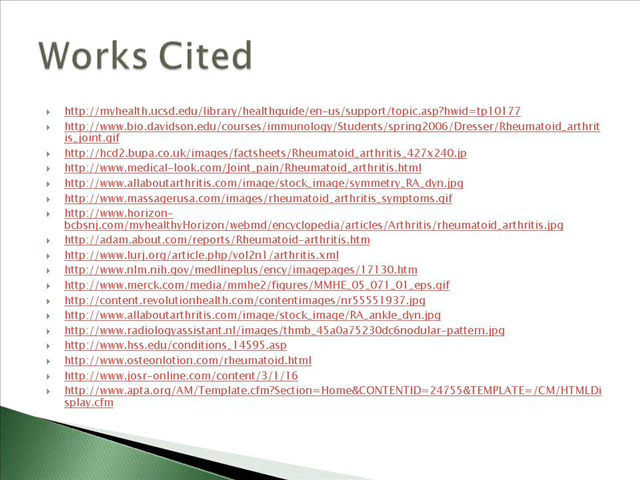 Works Cited
http://myhealth.ucsd.edu/library/healthguide/en-us/support/topic.asp?hwid=tp10177
http://www.bio.davidson.edu/courses/immunology/Students/spring2006/Dresser/Rheumatoid_arthrit
is_joint.gif
http://hcd2.bupa.co.uk/images/factsheets/Rheumatoid_arthritis_427x240.jp
http://www.medical-look.com/Joint_pain/Rheumatoid_arthritis.html
http://www.allaboutarthritis.com/image/stock_image/symmetry_RA_dyn.jpg
http://www.massagerusa.com/images/rheumatoid_arthritis_symptoms.gif
http://www.horizon-
bcbsnj.com/myhealthyHorizon/webmd/encyclopedia/articles/Arthritis/rheumatoid_arthritis.jpg
http://adam.about.com/reports/Rheumatoid-arthritis.htm
http://www.lurj.org/article.php/vol2n1/arthritis.xml
http://www.nlm.nih.gov/medlineplus/ency/imagepages/17130.htm
http://www.merck.com/media/mmhe2/figures/MMHE_05_071_01_eps.gif
http://content.revolutionhealth.com/contentimages/nr55551937.jpg
http://www.allaboutarthritis.com/image/stock_image/RA_ankle_dyn.jpg
http://www.radiologyassistant.nl/images/thmb_45a0a75230dc6nodular-pattern.jpg
http://www.hss.edu/conditions_14595.asp
http://www.osteonlotion.com/rheumatoid.html
http://www.josr-online.com/content/3/1/16
http://www.apta.org/AM/Template.cfm?Section=Home&CONTENTID=24755&TEMPLATE=/CM/HTMLDi
splay.cfm